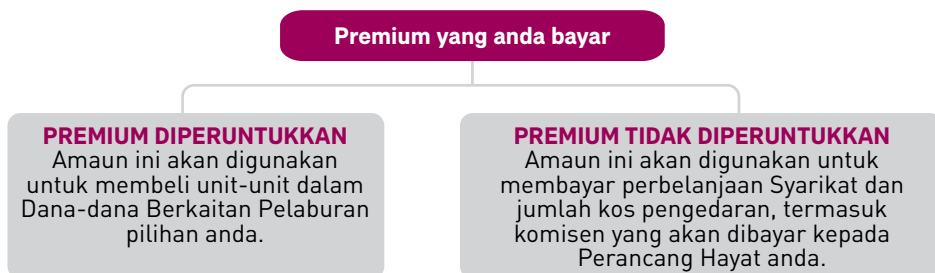 Premium yang anda bayar
PREMIUM DIPERUNTUKKAN
Amaun ini akan digunakan
untuk membeli unit-unit dalam
Dana-dana Berkaitan Pelaburan
pilihan anda.
PREMIUM TIDAK DIPERUNTUKKAN
Amaun ini akan digunakan untuk
membayar perbelanjaan Syarikat dan
jumlah kos pengedaran, termasuk
komisen yang akan dibayar kepada
Perancang Hayat anda.